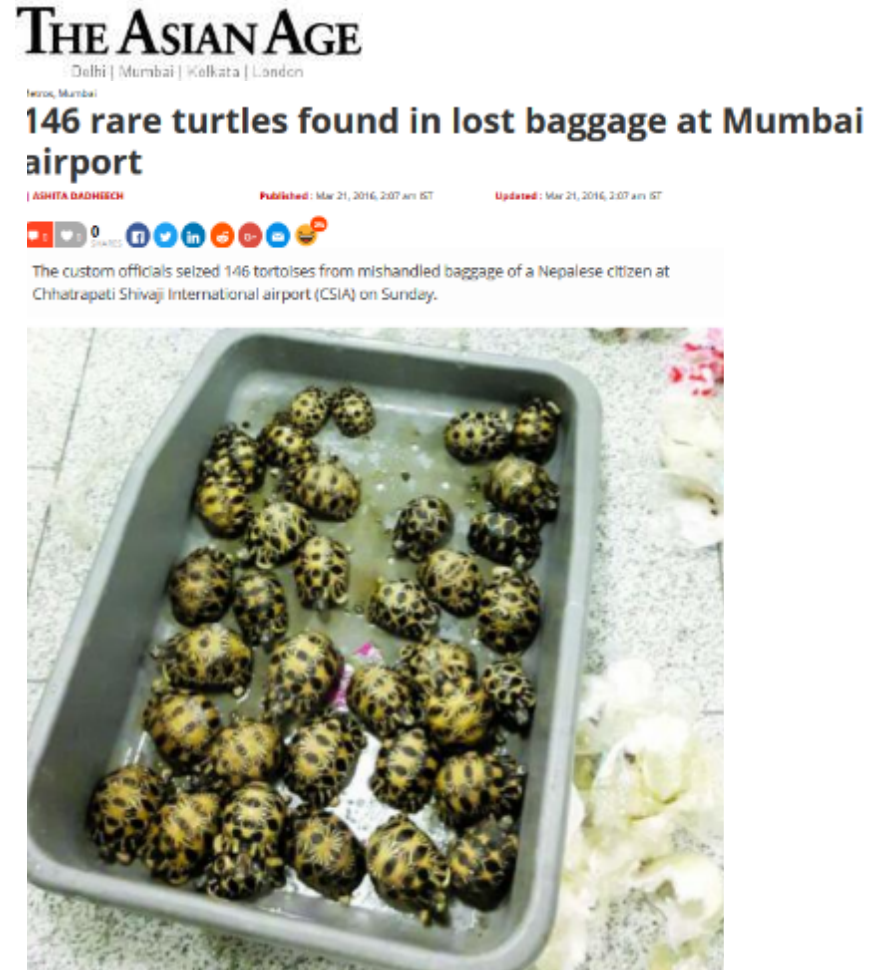 THE ASIAN AGE
Delhi | Mumbai | Kolkata | London
Metros, Mumbai
146 rare turtles found in lost baggage at Mumbai
airport
| ASHITA DADHEECH Published : Mar 21, 2016, 2:07 am IST Updated : Mar 21, 2016, 2:07 am IST
0
SHARES
The custom officials seized 146 tortoises from mishandled baggage of a Nepalese citizen at
Chhatrapati Shivaji International airport (CSIA) on Sunday.